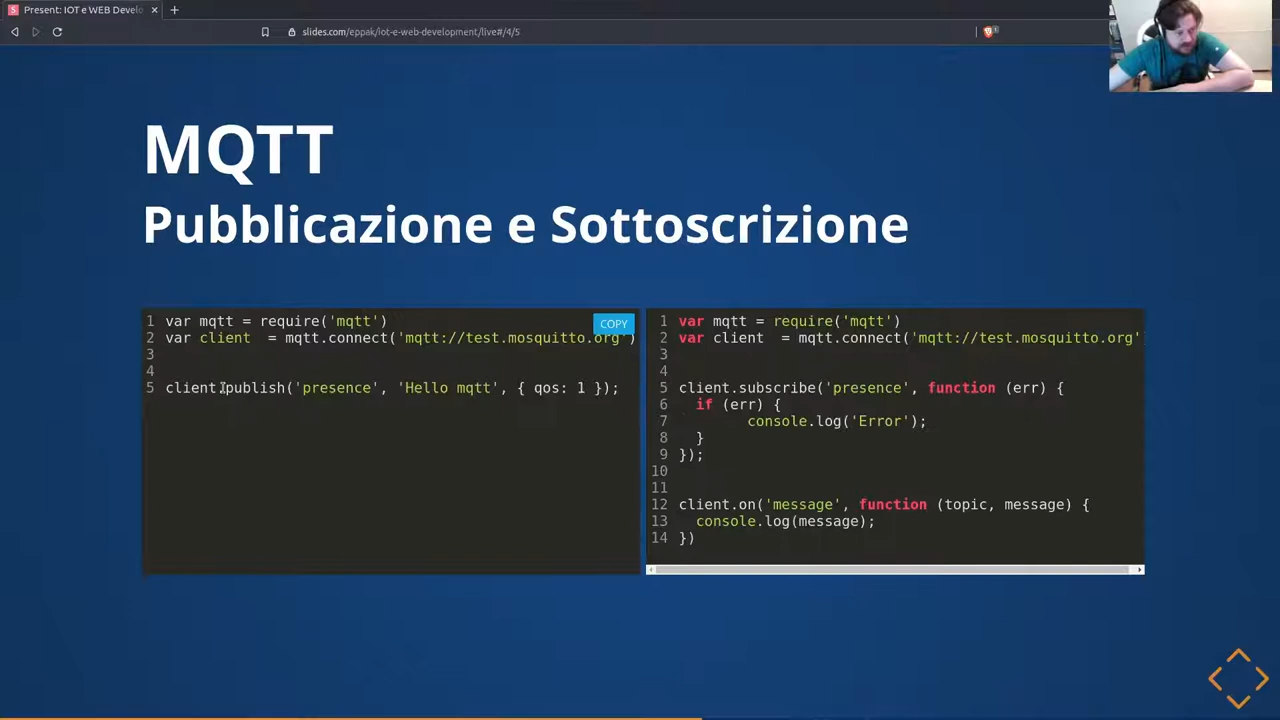 Present: IOT e WEB Develo
slides.com/eppak/iot-e-web-development/live#/4/5
1
MQTT
Pubblicazione e Sottoscrizione
COPY
1 var mqtt = require('mqtt')
2 var client  = mqtt.connect('mqtt://test.mosquitto.org')
3
4
5 client.publish('presence', 'Hello mqtt', { qos: 1 });
1 var mqtt = require('mqtt')
2 var client  = mqtt.connect('mqtt://test.mosquitto.org'
3
4
5 client.subscribe('presence', function (err) {
6   if (err) {
7         console.log('Error');
8   }
9 });
10
11
12 client.on('message', function (topic, message) {
13   console.log(message);
14 })